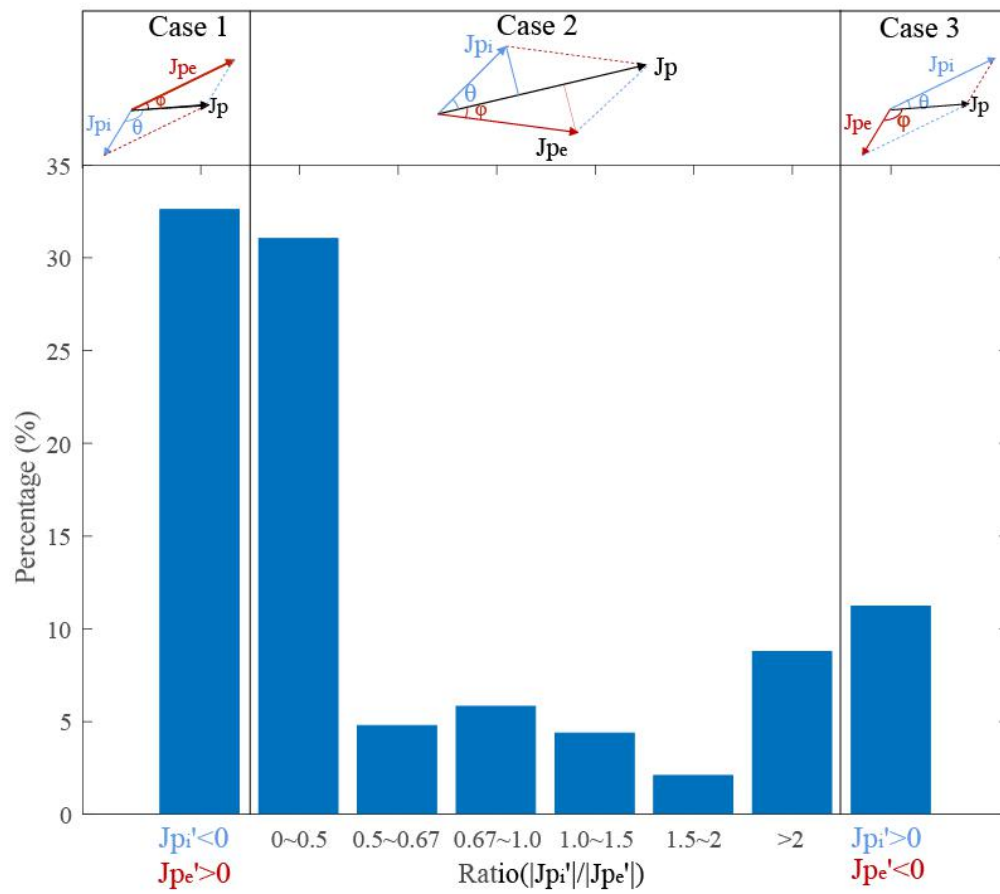 Case 1
Case 2
Case 3
Jpe
φ
Jp
Jpi
θ
Jpi
Jp
θ
φ
Jpe
Jpi
θ
Jp
Jpe
φ
35
30
25
20
15
10
5
0
Percentage (%)
Jpi'<0
Jpe'>0
0~0.5
0.5~0.67
0.67~1.0
1.0~1.5
1.5~2
>2
Jpi'>0
Jpe'<0
Ratio(|Jpi'|/|Jpe'|)